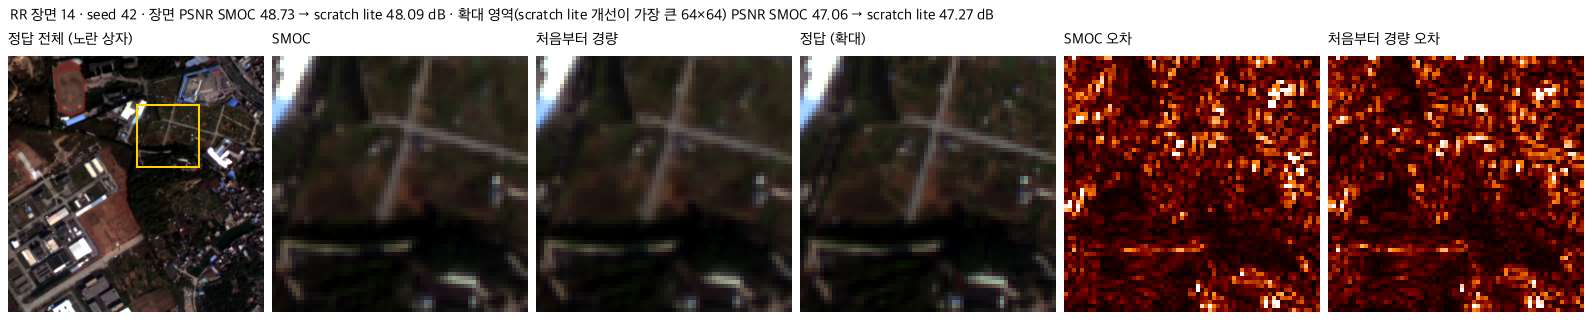 RR 장면 14 · seed 42 · 장면 PSNR SMOC 48.73 → scratch lite 48.09 dB · 확대 영역(scratch lite 개선이 가장 큰 64×64) PSNR SMOC 47.06 → scratch lite 47.27 dB
정답 전체 (노란 상자)
SMOC
처음부터 경량
정답 (확대)
SMOC 오차
처음부터 경량 오차